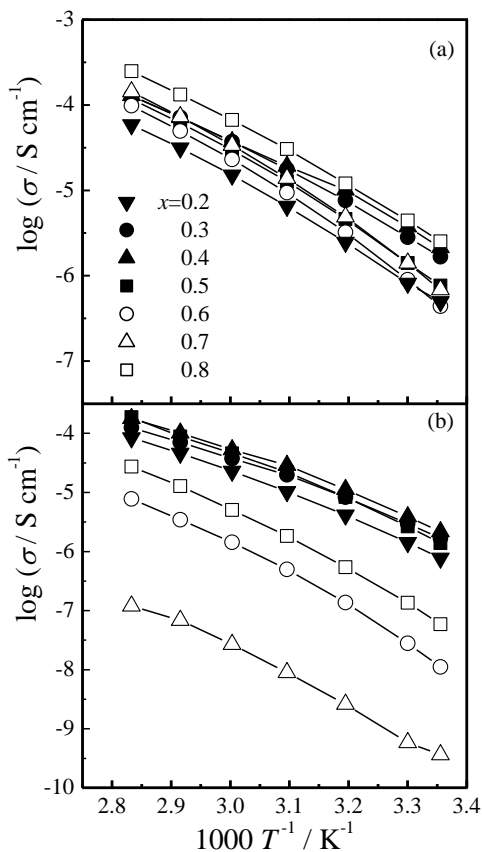 -3
(a)
-4
log (σ / S cm⁻¹)
-5
x=0.2
0.3
0.4
-6
0.5
0.6
0.7
-7
0.8
(b)
-4
-5
log (σ / S cm⁻¹)
-6
-7
-8
-9
-10
2.8 2.9 3.0 3.1 3.2 3.3 3.4
1000 T⁻¹ / K⁻¹